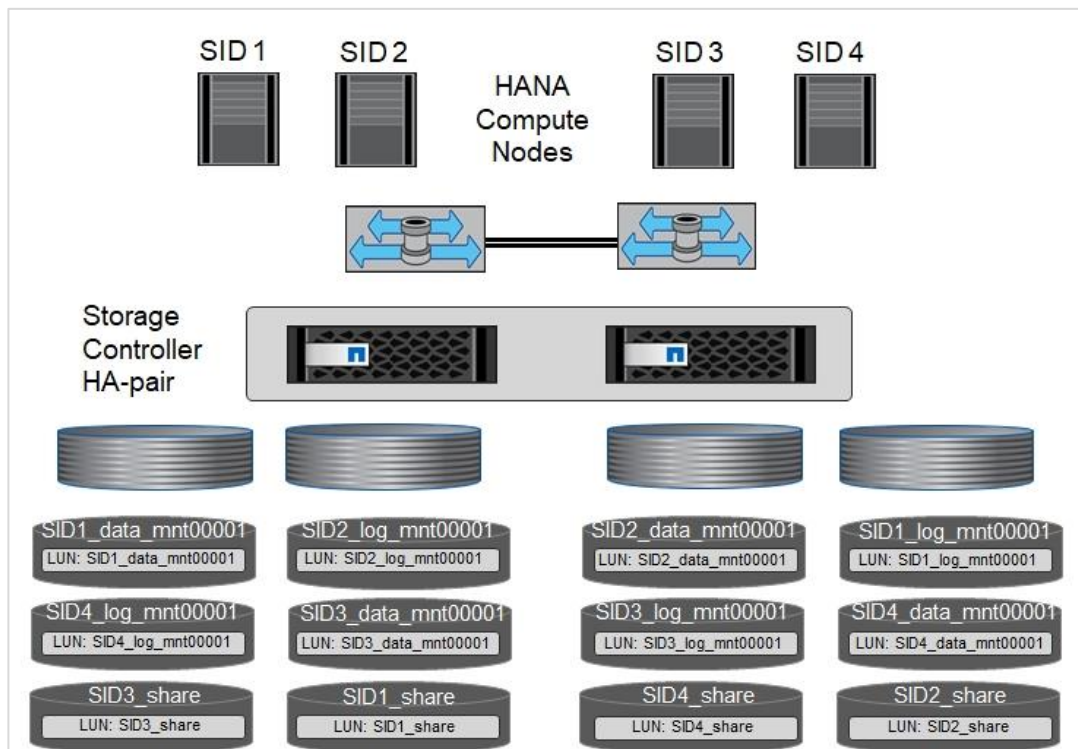 SID 1
SID 2
SID 3
SID 4
HANA
Compute
Nodes
Storage
Controller
HA-pair
SID1_data_mnt00001
LUN: SID1_data_mnt00001
SID2_log_mnt00001
LUN: SID2_log_mnt00001
SID2_data_mnt00001
LUN: SID2_data_mnt00001
SID1_log_mnt00001
LUN: SID1_log_mnt00001
SID4_log_mnt00001
LUN: SID4_log_mnt00001
SID3_data_mnt00001
LUN: SID3_data_mnt00001
SID3_log_mnt00001
LUN: SID3_log_mnt00001
SID4_data_mnt00001
LUN: SID4_data_mnt00001
SID3_share
LUN: SID3_share
SID1_share
LUN: SID1_share
SID4_share
LUN: SID4_share
SID2_share
LUN: SID2_share